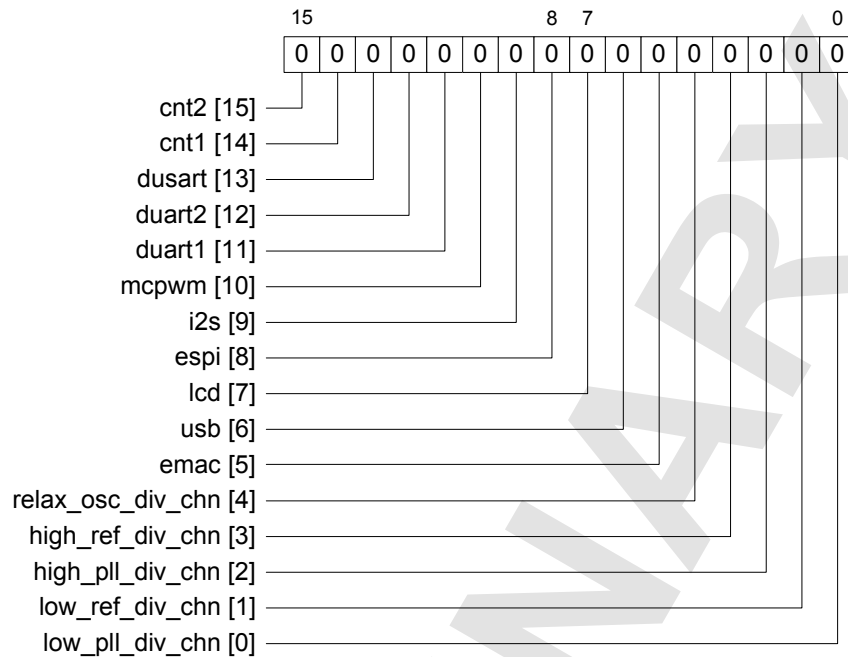 15 8 7 0
0 0 0 0 0 0 0 0 0 0 0 0 0 0 0 0
cnt2 [15]
cnt1 [14]
dusart [13]
duart2 [12]
duart1 [11]
mcpwm [10]
i2s [9]
espi [8]
lcd [7]
usb [6]
emac [5]
relax_osc_div_chn [4]
high_ref_div_chn [3]
high_pll_div_chn [2]
low_ref_div_chn [1]
low_pll_div_chn [0]
NARY